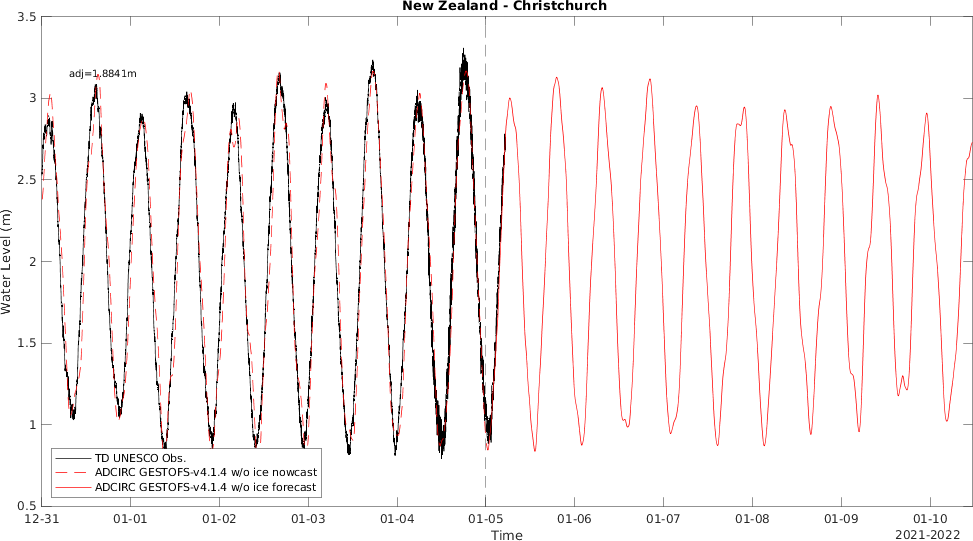 New Zealand - Christchurch
3.5
adj=1.8841m
3
2.5
Water Level (m)
2
1.5
1
0.5
TD UNESCO Obs.
ADCIRC GESTOFS-v4.1.4 w/o ice nowcast
ADCIRC GESTOFS-v4.1.4 w/o ice forecast
12-31 01-01 01-02 01-03 01-04 01-05 01-06 01-07 01-08 01-09 01-10
Time
2021-2022